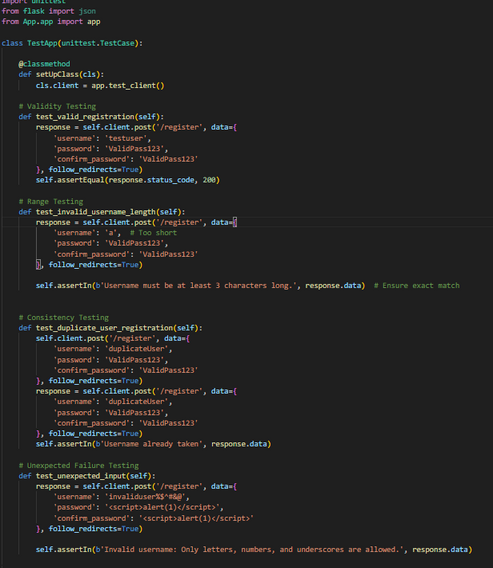 import unittest
from flask import json
from App.app import app
class TestApp(unittest.TestCase):
@classmethod
def setUpClass(cls):
cls.client = app.test_client()
# Validity Testing
def test_valid_registration(self):
response = self.client.post('/register', data={
'username': 'testuser',
'password': 'ValidPass123',
'confirm_password': 'ValidPass123'
}, follow_redirects=True)
self.assertEqual(response.status_code, 200)
# Range Testing
def test_invalid_username_length(self):
response = self.client.post('/register', data={
'username': 'a',  # Too short
'password': 'ValidPass123',
'confirm_password': 'ValidPass123'
}, follow_redirects=True)
self.assertIn(b'Username must be at least 3 characters long.', response.data)  # Ensure exact match
# Consistency Testing
def test_duplicate_user_registration(self):
self.client.post('/register', data={
'username': 'duplicateUser',
'password': 'ValidPass123',
'confirm_password': 'ValidPass123'
}, follow_redirects=True)
response = self.client.post('/register', data={
'username': 'duplicateUser',
'password': 'ValidPass123',
'confirm_password': 'ValidPass123'
}, follow_redirects=True)
self.assertIn(b'Username already taken', response.data)
# Unexpected Failure Testing
def test_unexpected_input(self):
response = self.client.post('/register', data={
'username': 'invaliduser%$^#&@',
'password': '<script>alert(1)</script>',
'confirm_password': '<script>alert(1)</script>'
}, follow_redirects=True)
self.assertIn(b'Invalid username: Only letters, numbers, and underscores are allowed.', response.data)